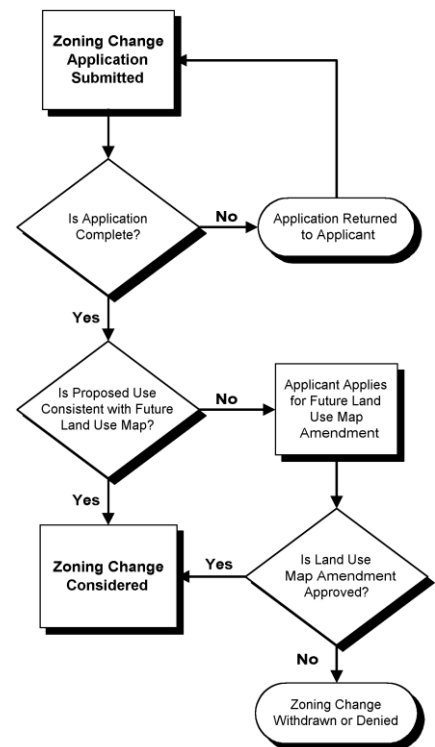 Zoning Change
Application
Submitted
Is Application
Complete?
No
Application Returned
to Applicant
Yes
Is Proposed Use
Consistent with Future
Land Use Map?
No
Applicant Applies
for Future Land
Use Map
Amendment
Yes
Zoning Change
Considered
Yes
Is Land Use
Map Amendment
Approved?
No
Zoning Change
Withdrawn or Denied